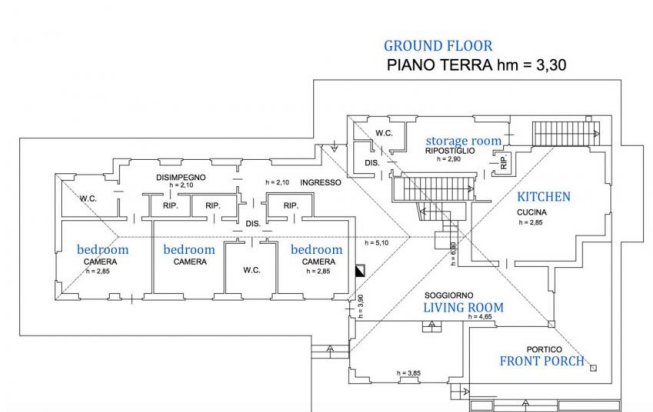 GROUND FLOOR
PIANO TERRA hm = 3,30
W.C.
storage room
RIPOSTIGLIO
h = 2,90
DIS.
RIP.
DISIMPEGNO
h = 2,10
h = 2,10
INGRESSO
W.C.
RIP.
RIP.
RIP.
KITCHEN
CUCINA
h = 2,85
DIS.
bedroom
bedroom
bedroom
CAMERA
h = 2,85
CAMERA
CAMERA
h = 2,85
W.C.
h = 5,10
SOGGIORNO
LIVING ROOM
h = 4,65
h = 3,90
PORTICO
FRONT PORCH
h = 3,85